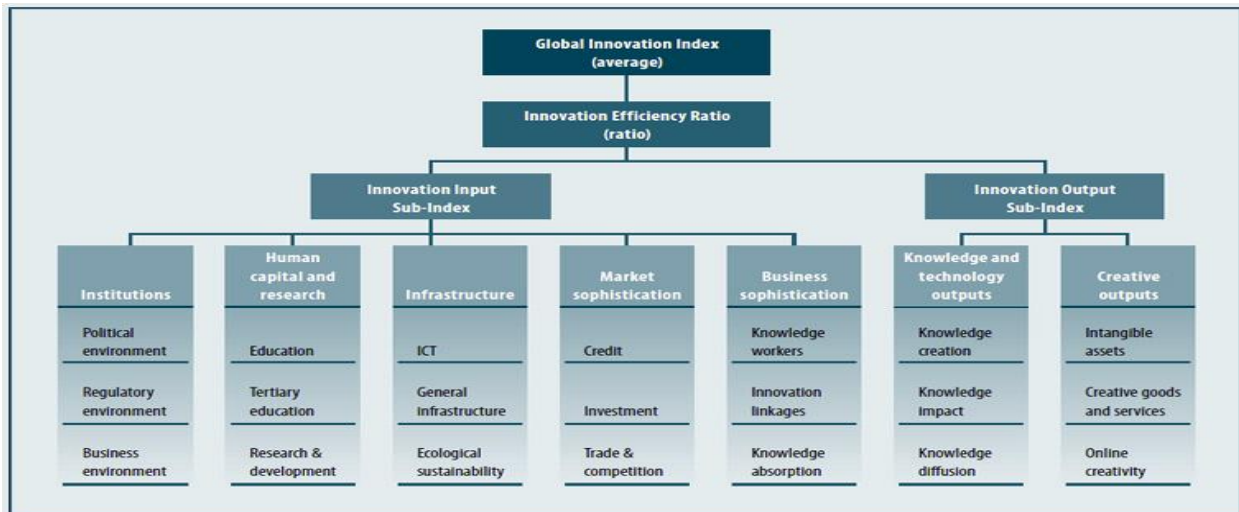 Global Innovation Index
(average)
Innovation Efficiency Ratio
(ratio)
Innovation Input
Sub-Index
Innovation Output
Sub-Index
Institutions
Human
capital and
research
Infrastructure
Market
sophistication
Business
sophistication
Knowledge and
technology
outputs
Creative
outputs
Political
environment
Education
ICT
Credit
Knowledge
workers
Knowledge
creation
Intangible
assets
Regulatory
environment
Tertiary
education
General
infrastructure
Investment
Innovation
linkages
Knowledge
impact
Creative goods
and services
Business
environment
Research &
development
Ecological
sustainability
Trade &
competition
Knowledge
absorption
Knowledge
diffusion
Online
creativity